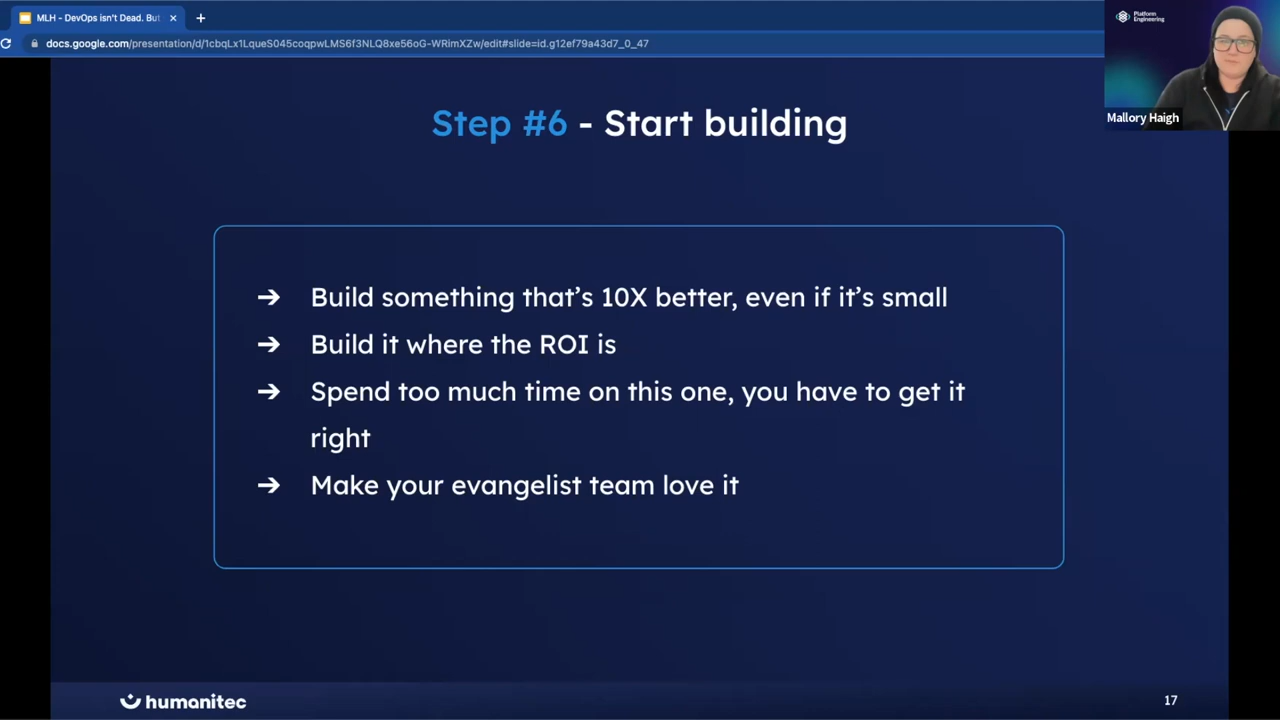 MLH - DevOps isn't Dead. But
docs.google.com/presentation/d/1cbqLx1LqueS045coqpwLMS6f3NLQ8xe56oG-WRimXZw/edit#slide=id.g12ef79a43d7_0_47
Platform
Engineering
Mallory Haigh
Step #6 - Start building
➔ Build something that's 10X better, even if it's small
➔ Build it where the ROI is
➔ Spend too much time on this one, you have to get it
right
➔ Make your evangelist team love it
humanitec
17